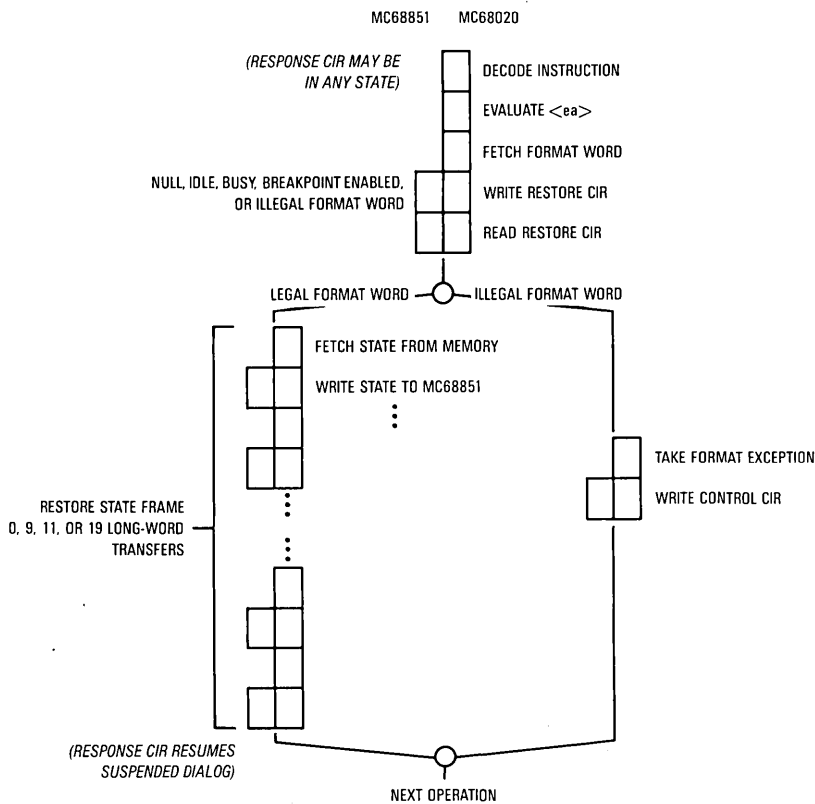 MC68851 MC68020
(RESPONSE CIR MAY BE
IN ANY STATE)
DECODE INSTRUCTION
EVALUATE <ea>
FETCH FORMAT WORD
NULL, IDLE, BUSY, BREAKPOINT ENABLED,
OR ILLEGAL FORMAT WORD
WRITE RESTORE CIR
READ RESTORE CIR
LEGAL FORMAT WORD
ILLEGAL FORMAT WORD
FETCH STATE FROM MEMORY
WRITE STATE TO MC68851
TAKE FORMAT EXCEPTION
WRITE CONTROL CIR
RESTORE STATE FRAME
0, 9, 11, OR 19 LONG-WORD
TRANSFERS
(RESPONSE CIR RESUMES
SUSPENDED DIALOG)
NEXT OPERATION